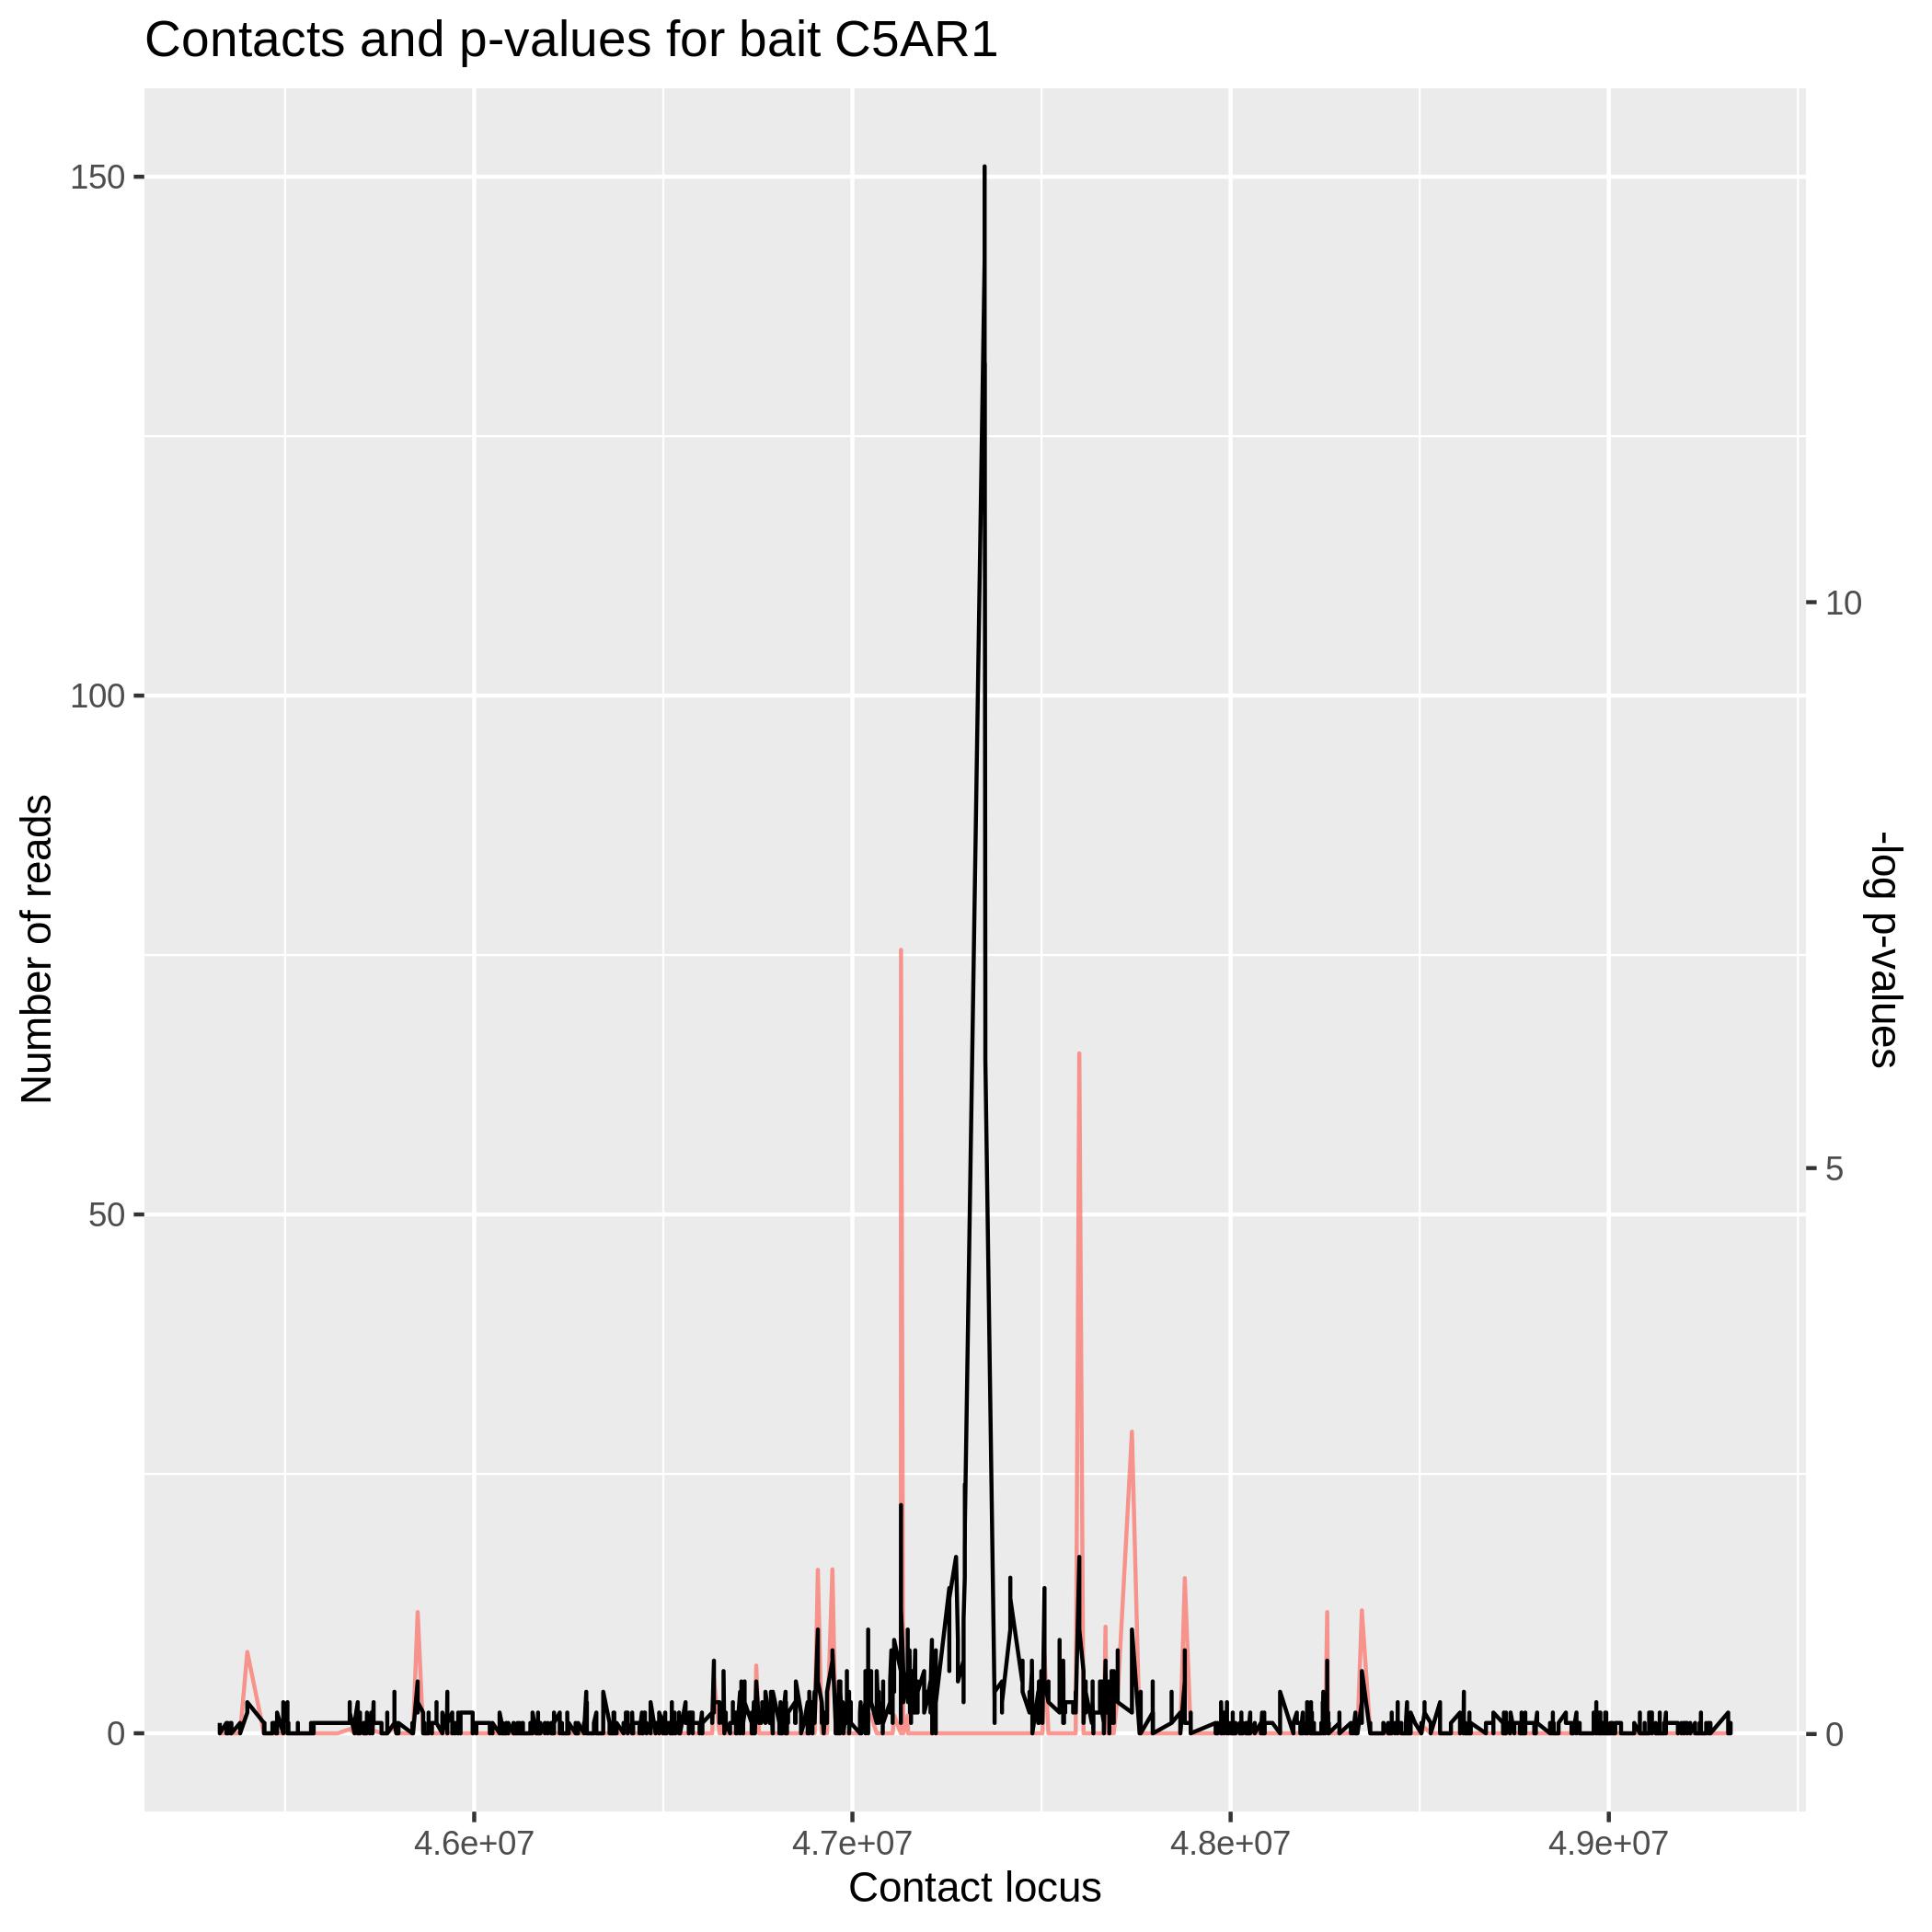 Contacts and p-values for bait C5AR1
150
100
50
0
Number of reads
10
5
0
-log p-values
4.6e+07
4.7e+07
4.8e+07
4.9e+07
Contact locus